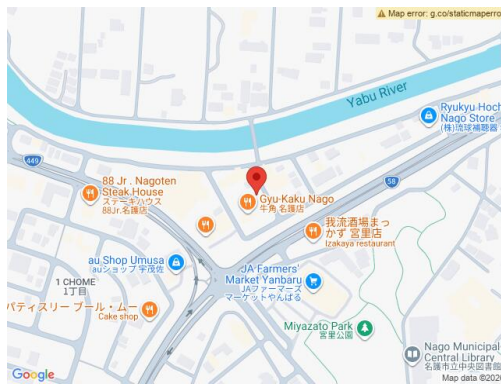 Map error: g.co/staticmaperro
Yabu River
Ryukyu Hoch
Nago Store.
(株)琉球補聴器
449
58
88 Jr. Nagoten
Steak House
ステーキハウス
88Jr.名護店
Gyu-Kaku Nago
牛角 名護店
我流酒場まっ
かず 宮里店
Izakaya restaurant
au Shop Umusa
auショップ 宇茂佐
JA Farmers'
Market Yanbaru
JAファーマーズ
マーケットやんばる
1 CHOME
1丁目
パティスリー プール・ムー
Cake shop
Miyazato Park
宮里公園
Nago Municipal
Central Library
名護市立中央図書館
Google
Map data ©202